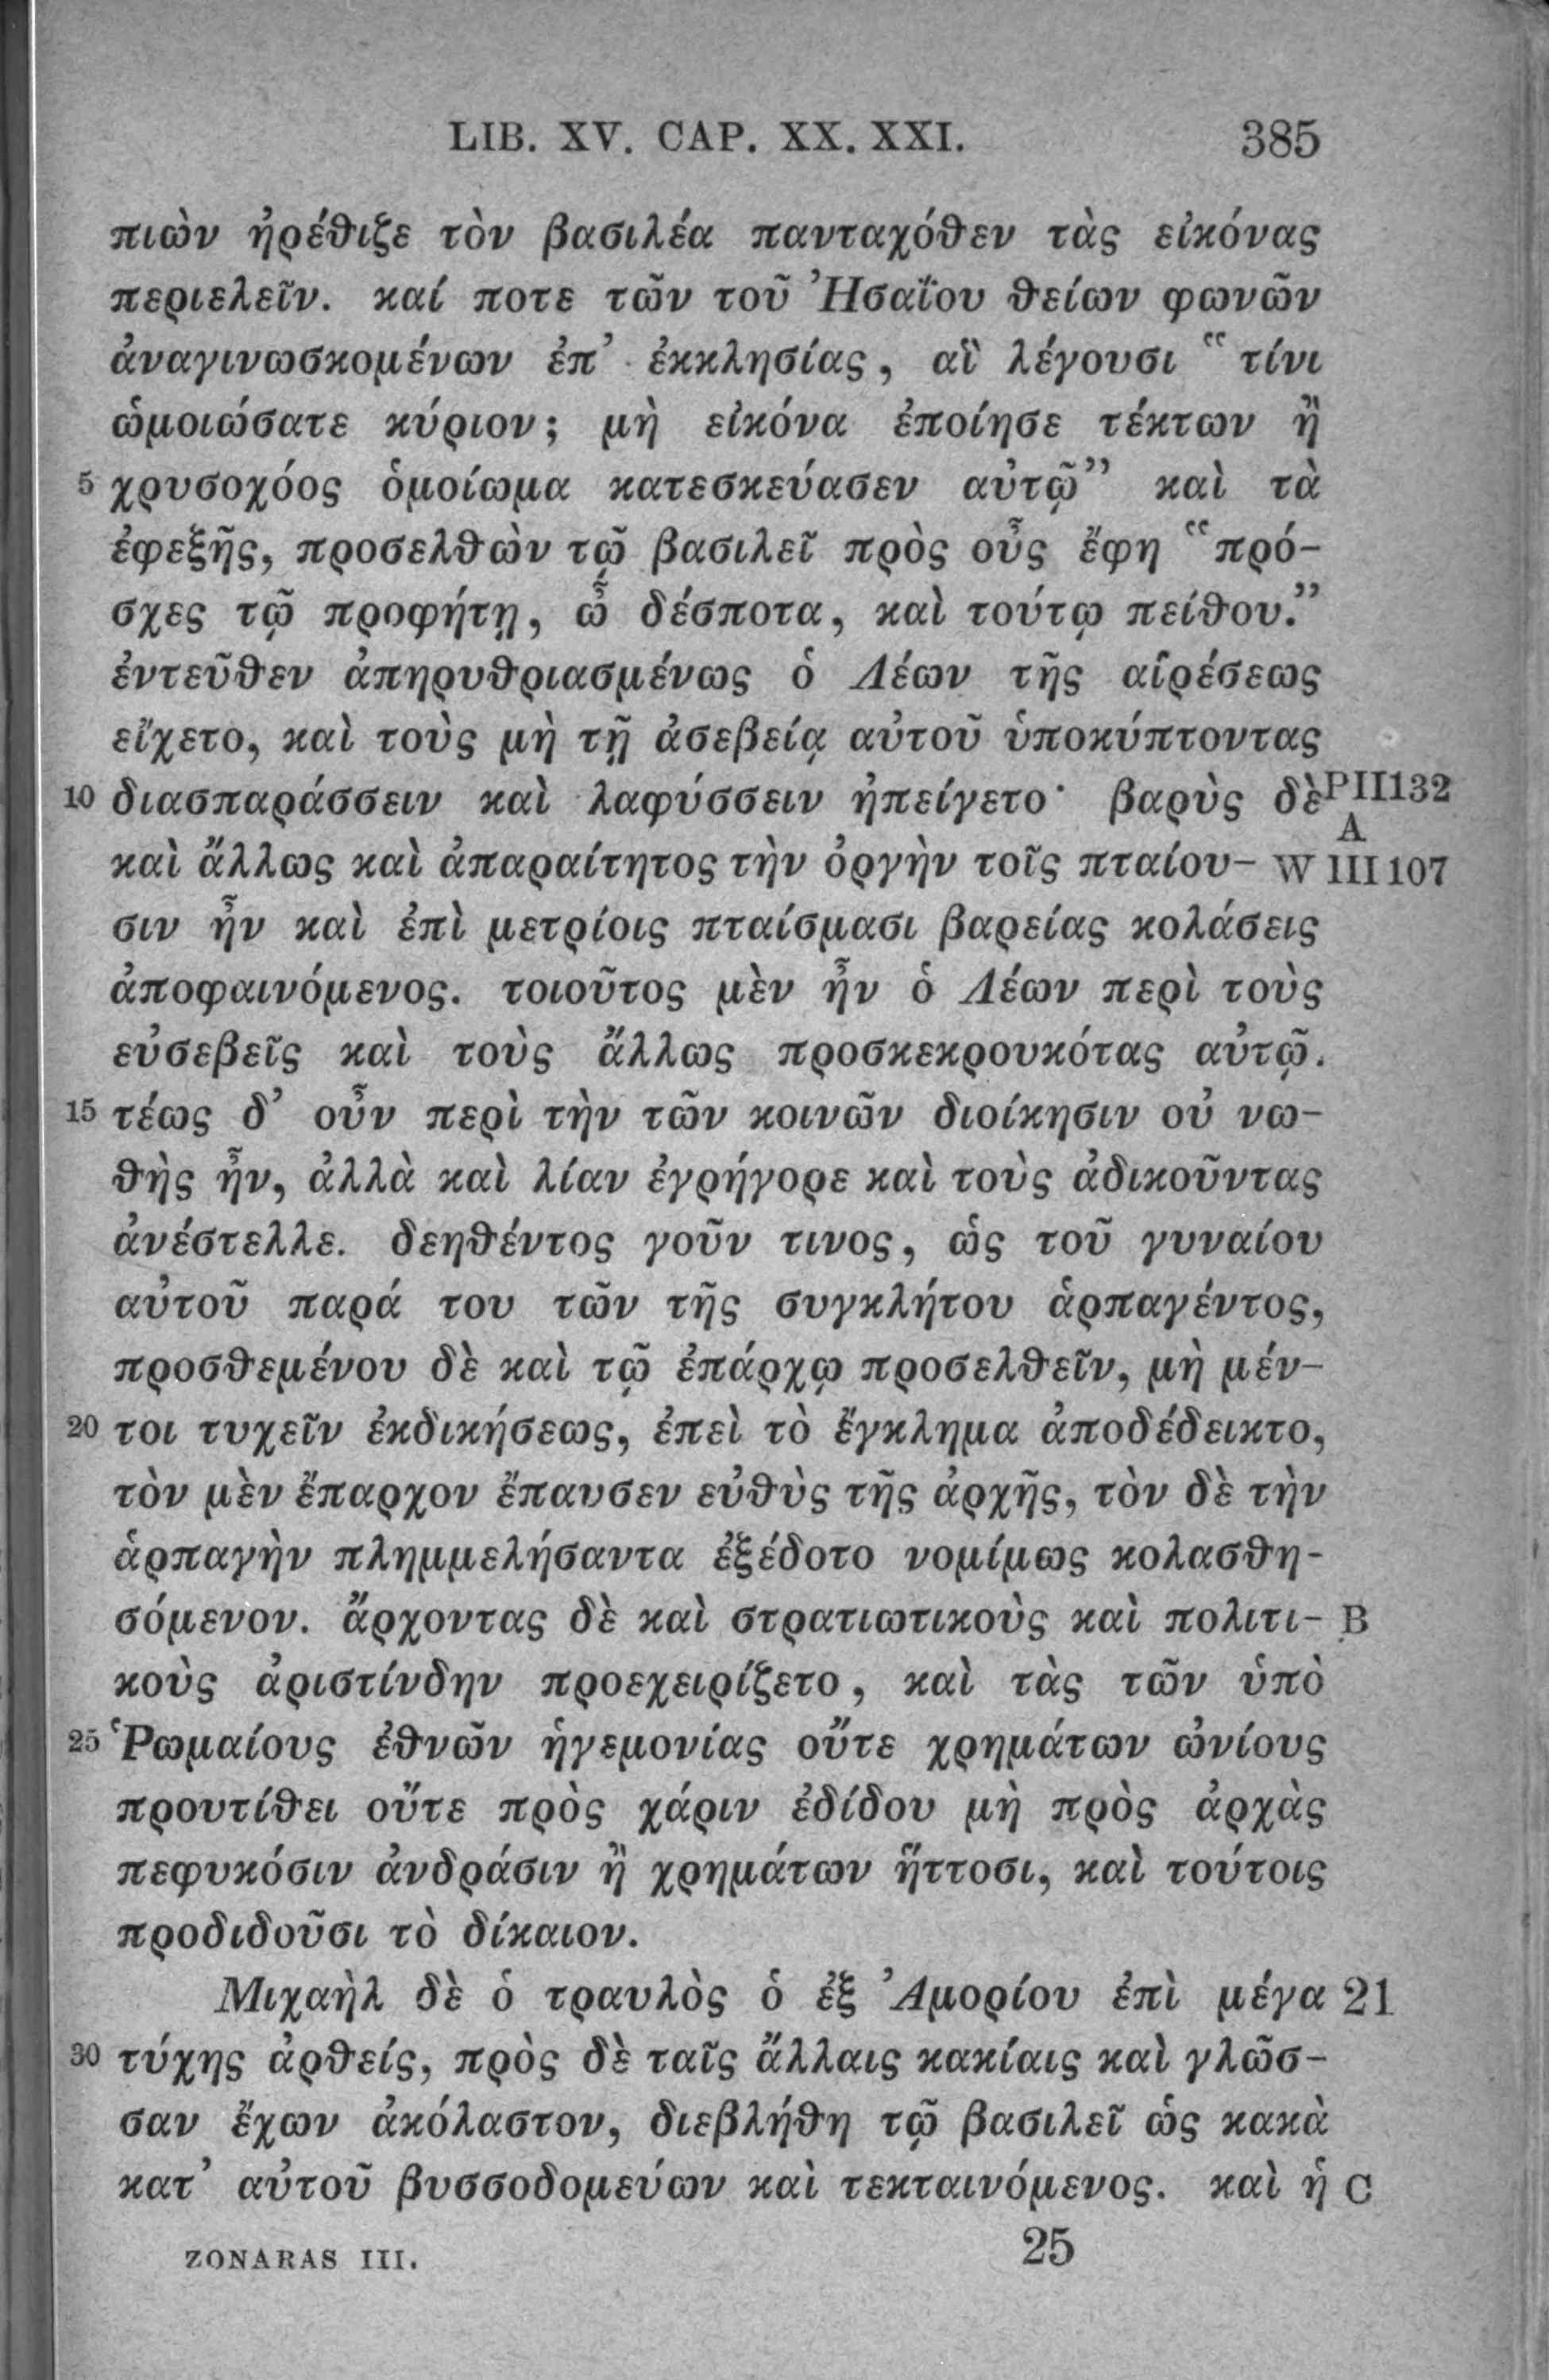 LIB. XV. CAP. XX. XXI. 385
πιὼν ἠρέθιζε τὸν βασιλέα πανταχόθεν τὰς εἰκόνας
περιελεῖν. καί ποτε τῶν τοῦ Ἠσαΐου θείων φωνῶν
ἀναγινωσκομένων ἐπ’ ἐκκλησίας, αἳ λέγουσι “τίνι
ὡμοιώσατε κύριον; μὴ εἰκόνα ἐποίησε τέκτων ἢ
5 χρυσοχόος ὁμοίωμα κατεσκεύασεν αὐτῷ” καὶ τὰ
ἐφεξῆς, προσελθὼν τῷ βασιλεῖ πρὸς οὖς ἔφη “πρό-
σχες τῷ προφήτῃ, ὦ δέσποτα, καὶ τούτῳ πείθου.”
ἐντεῦθεν ἀπηρυθριασμένως ὁ Λέων τῆς αἱρέσεως
εἴχετο, καὶ τοὺς μὴ τῇ ἀσεβείᾳ αὐτοῦ ὑποκύπτοντας
10 διασπαράσσειν καὶ λαφύσσειν ἠπείγετο· βαρὺς δὲ PII132
A
καὶ ἄλλως καὶ ἀπαραίτητος τὴν ὀργὴν τοῖς πταίου- W III107
σιν ἦν καὶ ἐπὶ μετρίοις πταίσμασι βαρείας κολάσεις
ἀποφαινόμενος. τοιοῦτος μὲν ἦν ὁ Λέων περὶ τοὺς
εὐσεβεῖς καὶ τοὺς ἄλλως προσκεκρουκότας αὐτῷ.
15 τέως δ’ οὖν περὶ τὴν τῶν κοινῶν διοίκησιν οὐ νω-
θὴς ἦν, ἀλλὰ καὶ λίαν ἐγρήγορε καὶ τοὺς ἀδικοῦντας
ἀνέστελλε. δεηθέντος γοῦν τινος, ὡς τοῦ γυναίου
αὐτοῦ παρά του τῶν τῆς συγκλήτου ἁρπαγέντος,
προσθεμένου δὲ καὶ τῷ ἐπάρχῳ προσελθεῖν, μὴ μέν-
20 τοι τυχεῖν ἐκδικήσεως, ἐπεὶ τὸ ἔγκλημα ἀποδέδεικτο,
τὸν μὲν ἔπαρχον ἔπαυσεν εὐθὺς τῆς ἀρχῆς, τὸν δὲ τὴν
ἁρπαγὴν πλημμελήσαντα ἐξέδοτο νομίμως κολασθη-
σόμενον. ἄρχοντας δὲ καὶ στρατιωτικοὺς καὶ πολιτι- B
κοὺς ἀριστίνδην προεχειρίζετο, καὶ τὰς τῶν ὑπὸ
25 Ῥωμαίους ἐθνῶν ἡγεμονίας οὔτε χρημάτων ὠνίους
προυτίθει οὔτε πρὸς χάριν ἐδίδου μὴ πρὸς ἀρχὰς
πεφυκόσιν ἀνδράσιν ἢ χρημάτων ἥττοσι, καὶ τούτοις
προδιδοῦσι τὸ δίκαιον.
Μιχαὴλ δὲ ὁ τραυλὸς ὁ ἐξ Ἀμορίου ἐπὶ μέγα 21
30 τύχης ἀρθείς, πρὸς δὲ ταῖς ἄλλαις κακίαις καὶ γλῶσ-
σαν ἔχων ἀκόλαστον, διεβλήθη τῷ βασιλεῖ ὡς κακὰ
κατ’ αὐτοῦ βυσσοδομεύων καὶ τεκταινόμενος. καὶ ἡ C
ZONARAS III. 25